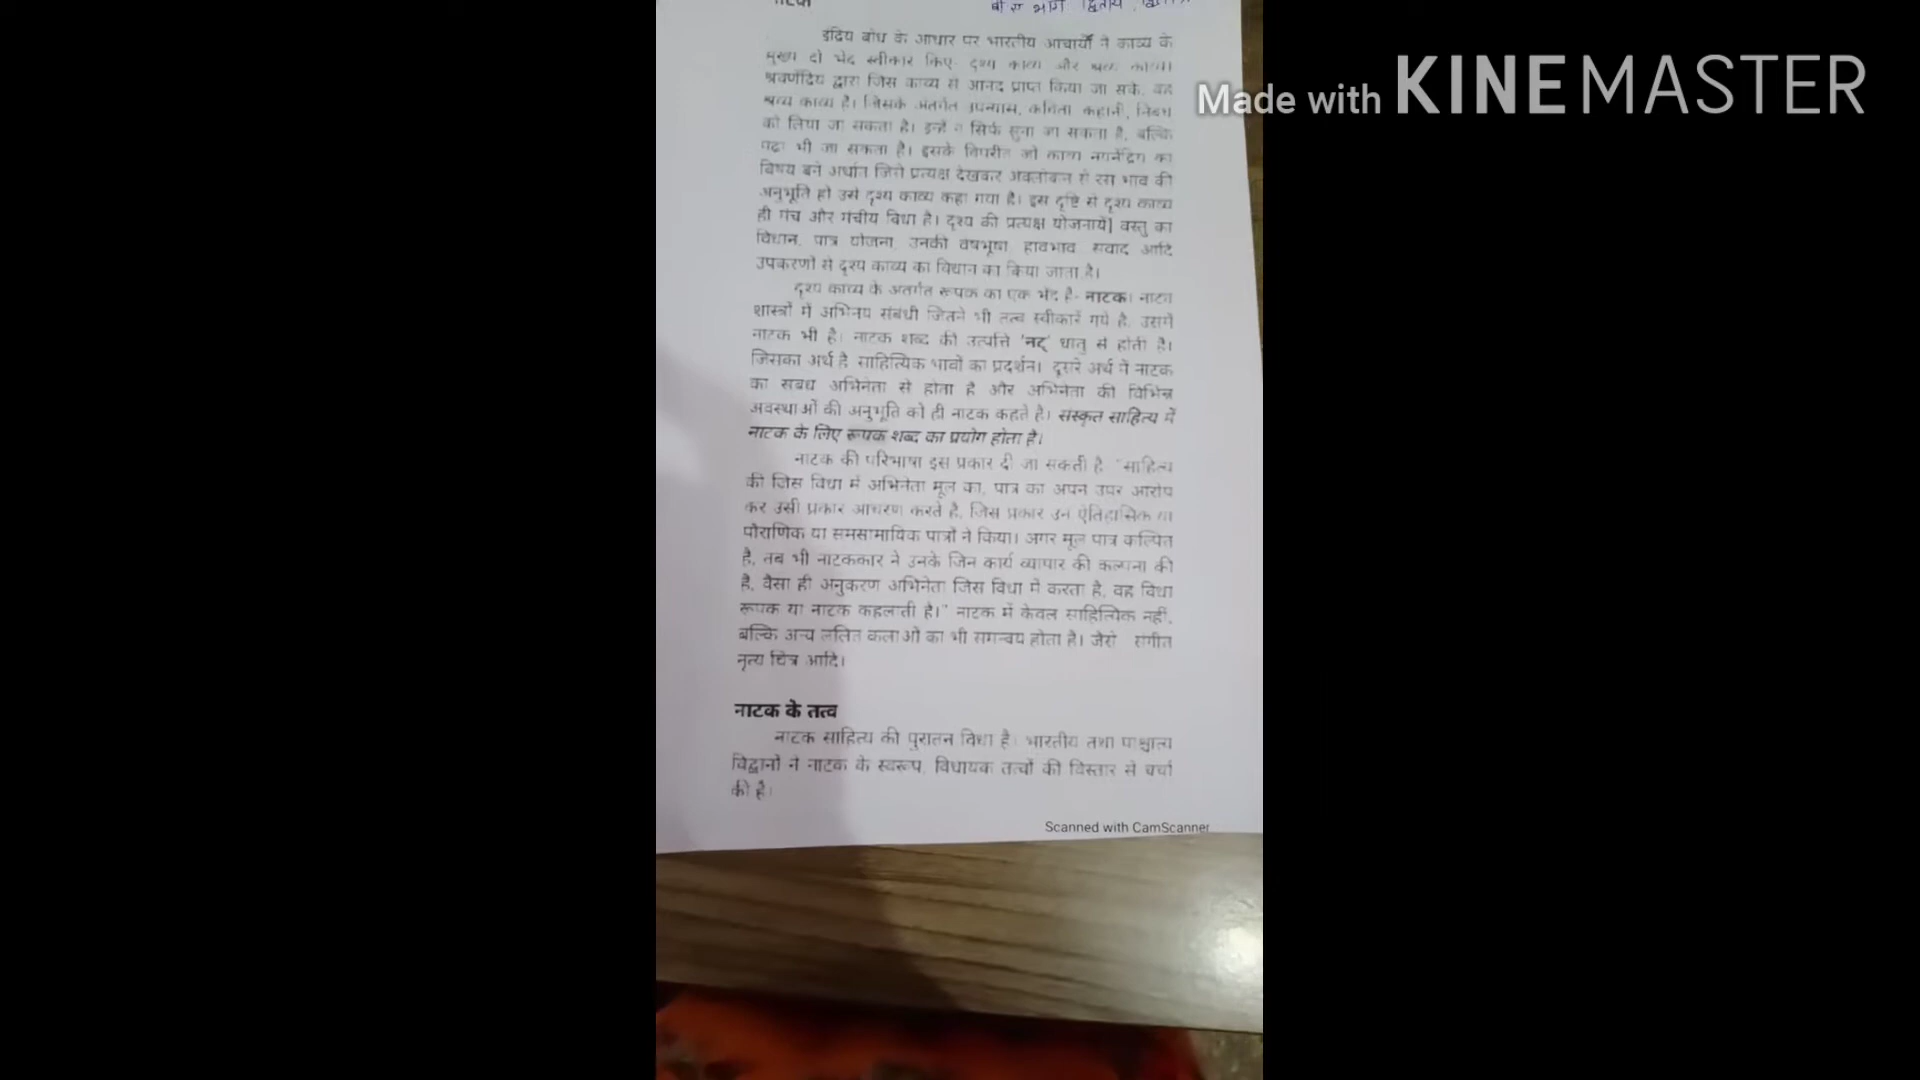 नाटक
इंद्रिय बोध के आधार पर भारतीय आचार्यों ने काव्य के
मुख्य दो भेद स्वीकार किए- दृश्य काव्य और श्रव्य काव्य।
श्रवणेंद्रिय द्वारा जिस काव्य से आनंद प्राप्त किया जा सके, वह
श्रव्य काव्य है। जिसके अंतर्गत उपन्यास, कविता कहानी, निबंध
को लिया जा सकता है। इन्हें न सिर्फ सुना जा सकता है, बल्कि
पढ़ा भी जा सकता है। इसके विपरीत जो काव्य नयनेंद्रिय का
विषय बने अर्थात जिसे प्रत्यक्ष देखकर अवलोकन से रस भाव की
अनुभूति हो उसे दृश्य काव्य कहा गया है। इस दृष्टि से दृश्य काव्य
ही मंच और मंचीय विधा है। दृश्य की प्रत्यक्ष योजनायें] वस्तु का
विधान, पात्र योजना, उनकी वेषभूषा, हावभाव, संवाद आदि
उपकरणों से दृश्य काव्य का विधान का किया जाता है।
दृश्य काव्य के अंतर्गत रूपक का एक भेद है- नाटक। नाट्य
शास्त्रों में अभिनय संबंधी जितने भी तत्व स्वीकारें गये है, उसमें
नाटक भी है। नाटक शब्द की उत्पत्ति 'नट्' धातु से होती है।
जिसका अर्थ है, साहित्यिक भावों का प्रदर्शन। दूसरे अर्थ में नाटक
का संबंध अभिनेता से होता है और अभिनेता की विभिन्न
अवस्थाओं की अनुभूति को ही नाटक कहते है। संस्कृत साहित्य में
नाटक के लिए रूपक शब्द का प्रयोग होता है।
नाटक की परिभाषा इस प्रकार दी जा सकती है, "साहित्य
की जिस विधा में अभिनेता मूल का, पात्र का अपने उपर आरोप
कर उसी प्रकार आचरण करते है, जिस प्रकार उन ऐतिहासिक या
पौराणिक या समसामायिक पात्रों ने किया। अगर मूल पात्र कल्पित
है, तब भी नाटककार ने उनके जिन कार्य व्यापार की कल्पना की
है, वैसा ही अनुकरण अभिनेता जिस विधा में करता है, वह विधा
रूपक या नाटक कहलाती है।" नाटक में केवल साहित्यिक नहीं,
बल्कि अन्य ललित कलाओं का भी समन्वय होता है। जैसे संगीत
नृत्य चित्र आदि।
नाटक के तत्व
नाटक साहित्य की पुरातन विधा है। भारतीय तथा पाश्चात्य
विद्वानों ने नाटक के स्वरूप, विधायक तत्वों की विस्तार से चर्चा
की है।
Scanned with CamScanner
Made with KINEMASTER